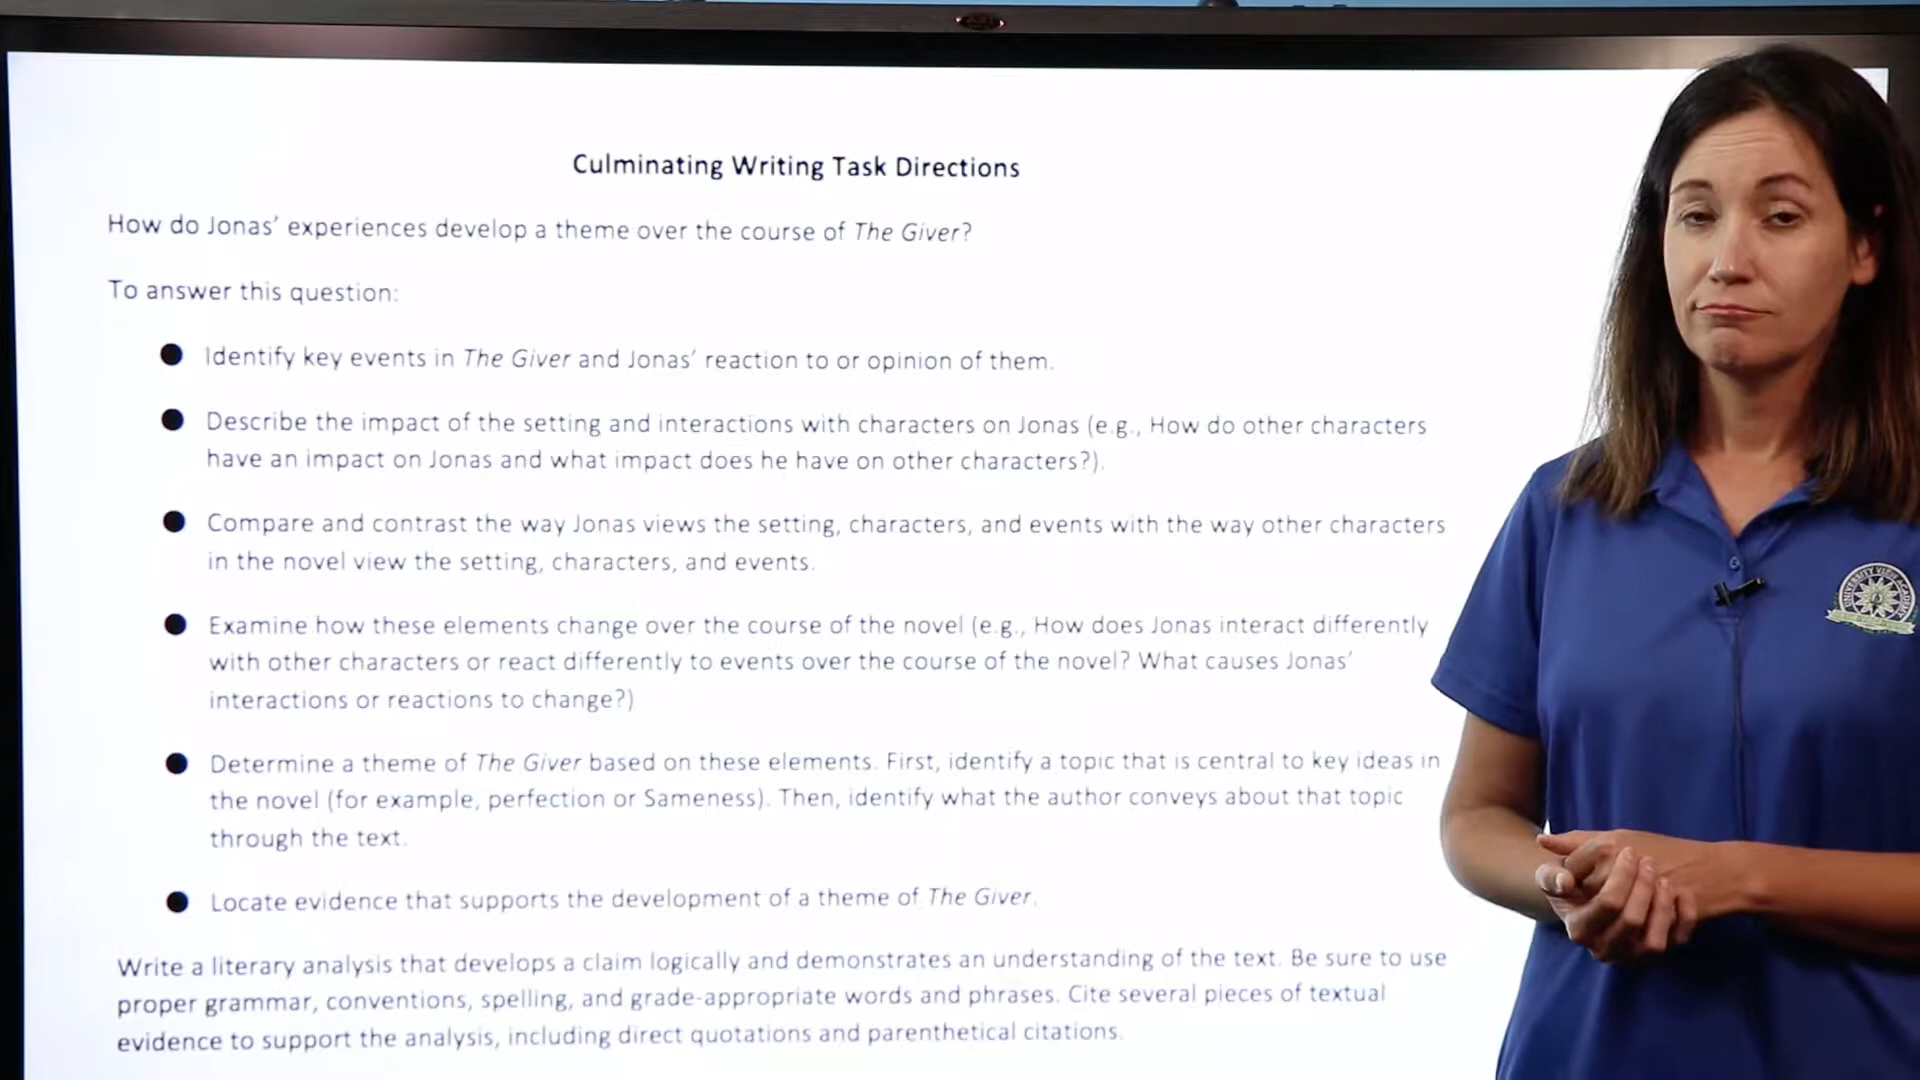 Culminating Writing Task Directions
How do Jonas' experiences develop a theme over the course of The Giver?
To answer this question:
● Identify key events in The Giver and Jonas' reaction to or opinion of them.
● Describe the impact of the setting and interactions with characters on Jonas (e.g., How do other characters
have an impact on Jonas and what impact does he have on other characters?).
● Compare and contrast the way Jonas views the setting, characters, and events with the way other characters
in the novel view the setting, characters, and events.
● Examine how these elements change over the course of the novel (e.g., How does Jonas interact differently
with other characters or react differently to events over the course of the novel? What causes Jonas'
interactions or reactions to change?)
● Determine a theme of The Giver based on these elements. First, identify a topic that is central to key ideas in
the novel (for example, perfection or Sameness). Then, identify what the author conveys about that topic
through the text.
● Locate evidence that supports the development of a theme of The Giver.
Write a literary analysis that develops a claim logically and demonstrates an understanding of the text. Be sure to use
proper grammar, conventions, spelling, and grade-appropriate words and phrases. Cite several pieces of textual
evidence to support the analysis, including direct quotations and parenthetical citations.
UNIVERSITY VIEW ACADEMY